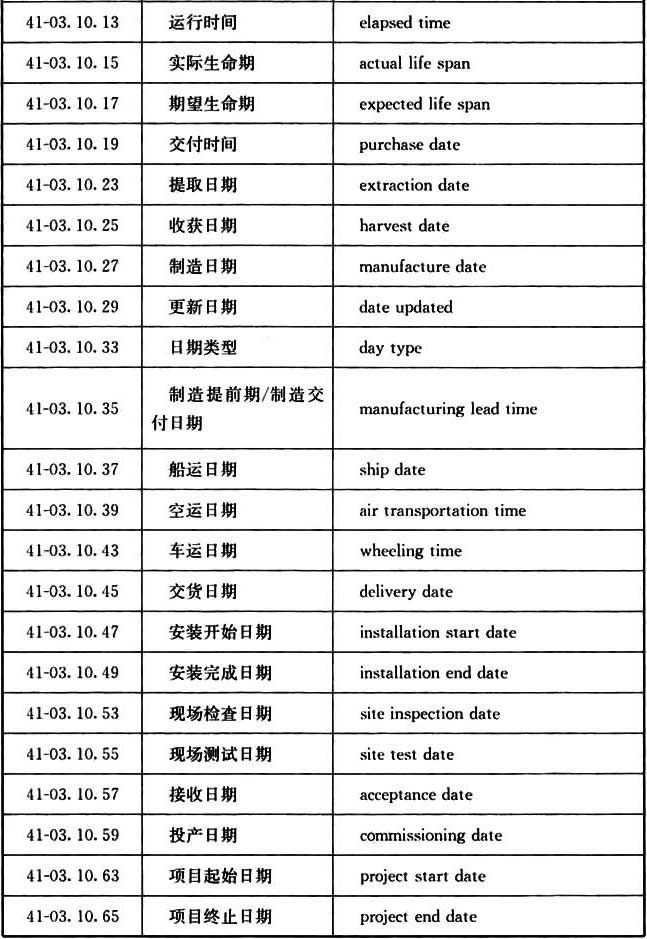 41-03.10.13 运行时间 elapsed time
41-03.10.15 实际生命期 actual life span
41-03.10.17 期望生命期 expected life span
41-03.10.19 交付时间 purchase date
41-03.10.23 提取日期 extraction date
41-03.10.25 收获日期 harvest date
41-03.10.27 制造日期 manufacture date
41-03.10.29 更新日期 date updated
41-03.10.33 日期类型 day type
41-03.10.35 制造提前期/制造交 manufacturing lead time
付日期
41-03.10.37 船运日期 ship date
41-03.10.39 空运日期 air transportation time
41-03.10.43 车运日期 wheeling time
41-03.10.45 交货日期 delivery date
41-03.10.47 安装开始日期 installation start date
41-03.10.49 安装完成日期 installation end date
41-03.10.53 现场检查日期 site inspection date
41-03.10.55 现场测试日期 site test date
41-03.10.57 接收日期 acceptance date
41-03.10.59 投产日期 commissioning date
41-03.10.63 项目起始日期 project start date
41-03.10.65 项目终止日期 project end date